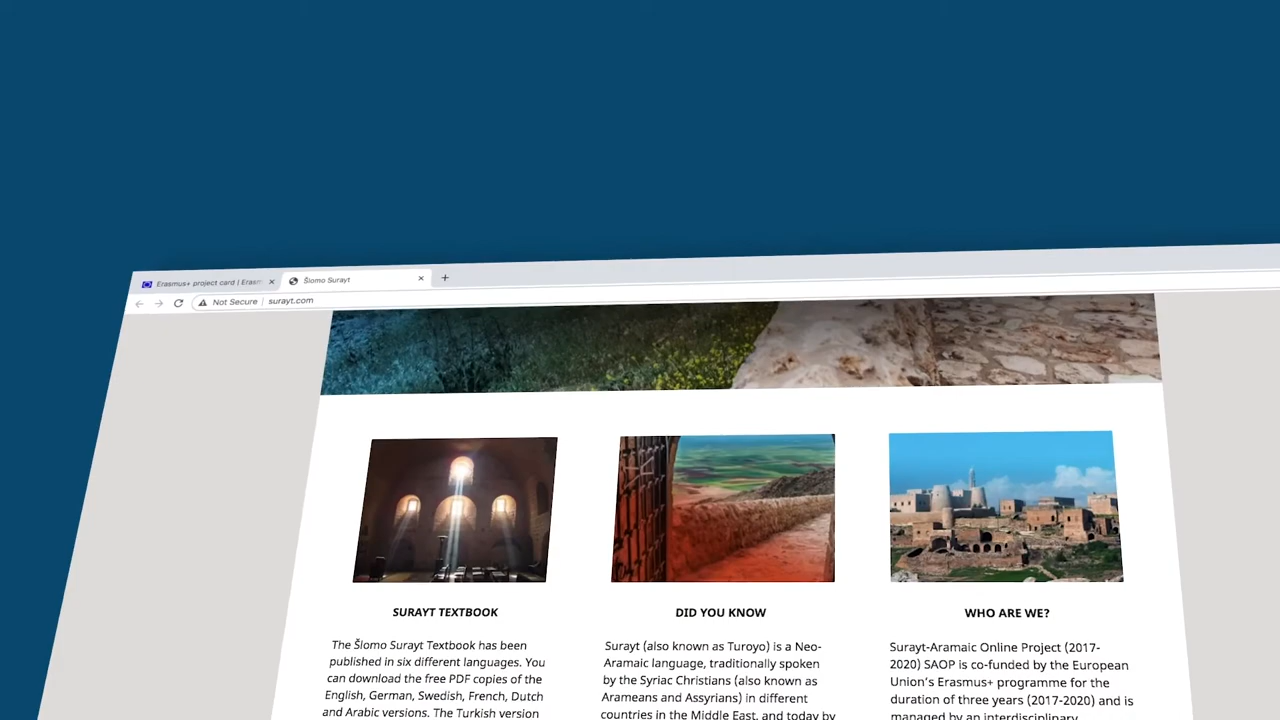 Erasmus+ project card | Erasm
Šlomo Surayt
Not Secure | surayt.com
SURAYT TEXTBOOK
The Šlomo Surayt Textbook has been
published in six different languages. You
can download the free PDF copies of the
English, German, Swedish, French, Dutch
and Arabic versions. The Turkish version
DID YOU KNOW
Surayt (also known as Turoyo) is a Neo-
Aramaic language, traditionally spoken
by the Syriac Christians (also known as
Arameans and Assyrians) in different
countries in the Middle East, and today by
WHO ARE WE?
Surayt-Aramaic Online Project (2017-
2020) SAOP is co-funded by the European
Union's Erasmus+ programme for the
duration of three years (2017-2020) and is
managed by an interdisciplinary